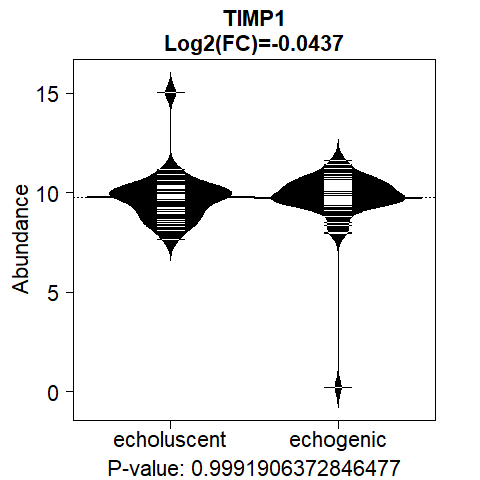 TIMP1
Log2(FC)=-0.0437
Abundance
15
10
5
0
echoluscent echogenic
P-value: 0.9991906372846477